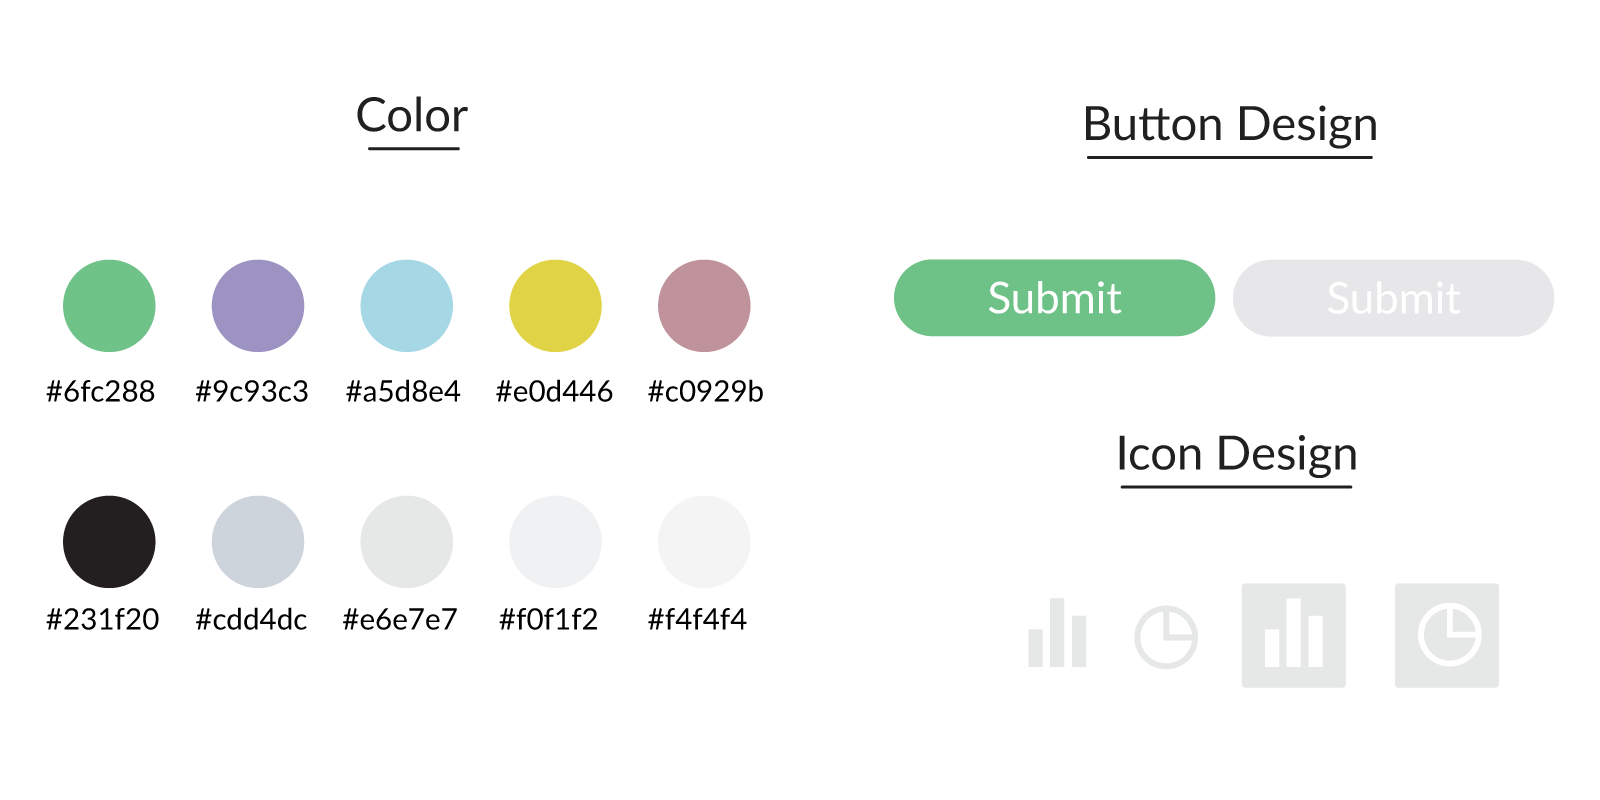 Color
#6fc288 #9c93c3 #a5d8e4 #e0d446 #c0929b
#231f20 #cdd4dc #e6e7e7 #f0f1f2 #f4f4f4
Button Design
Submit Submit
Icon Design